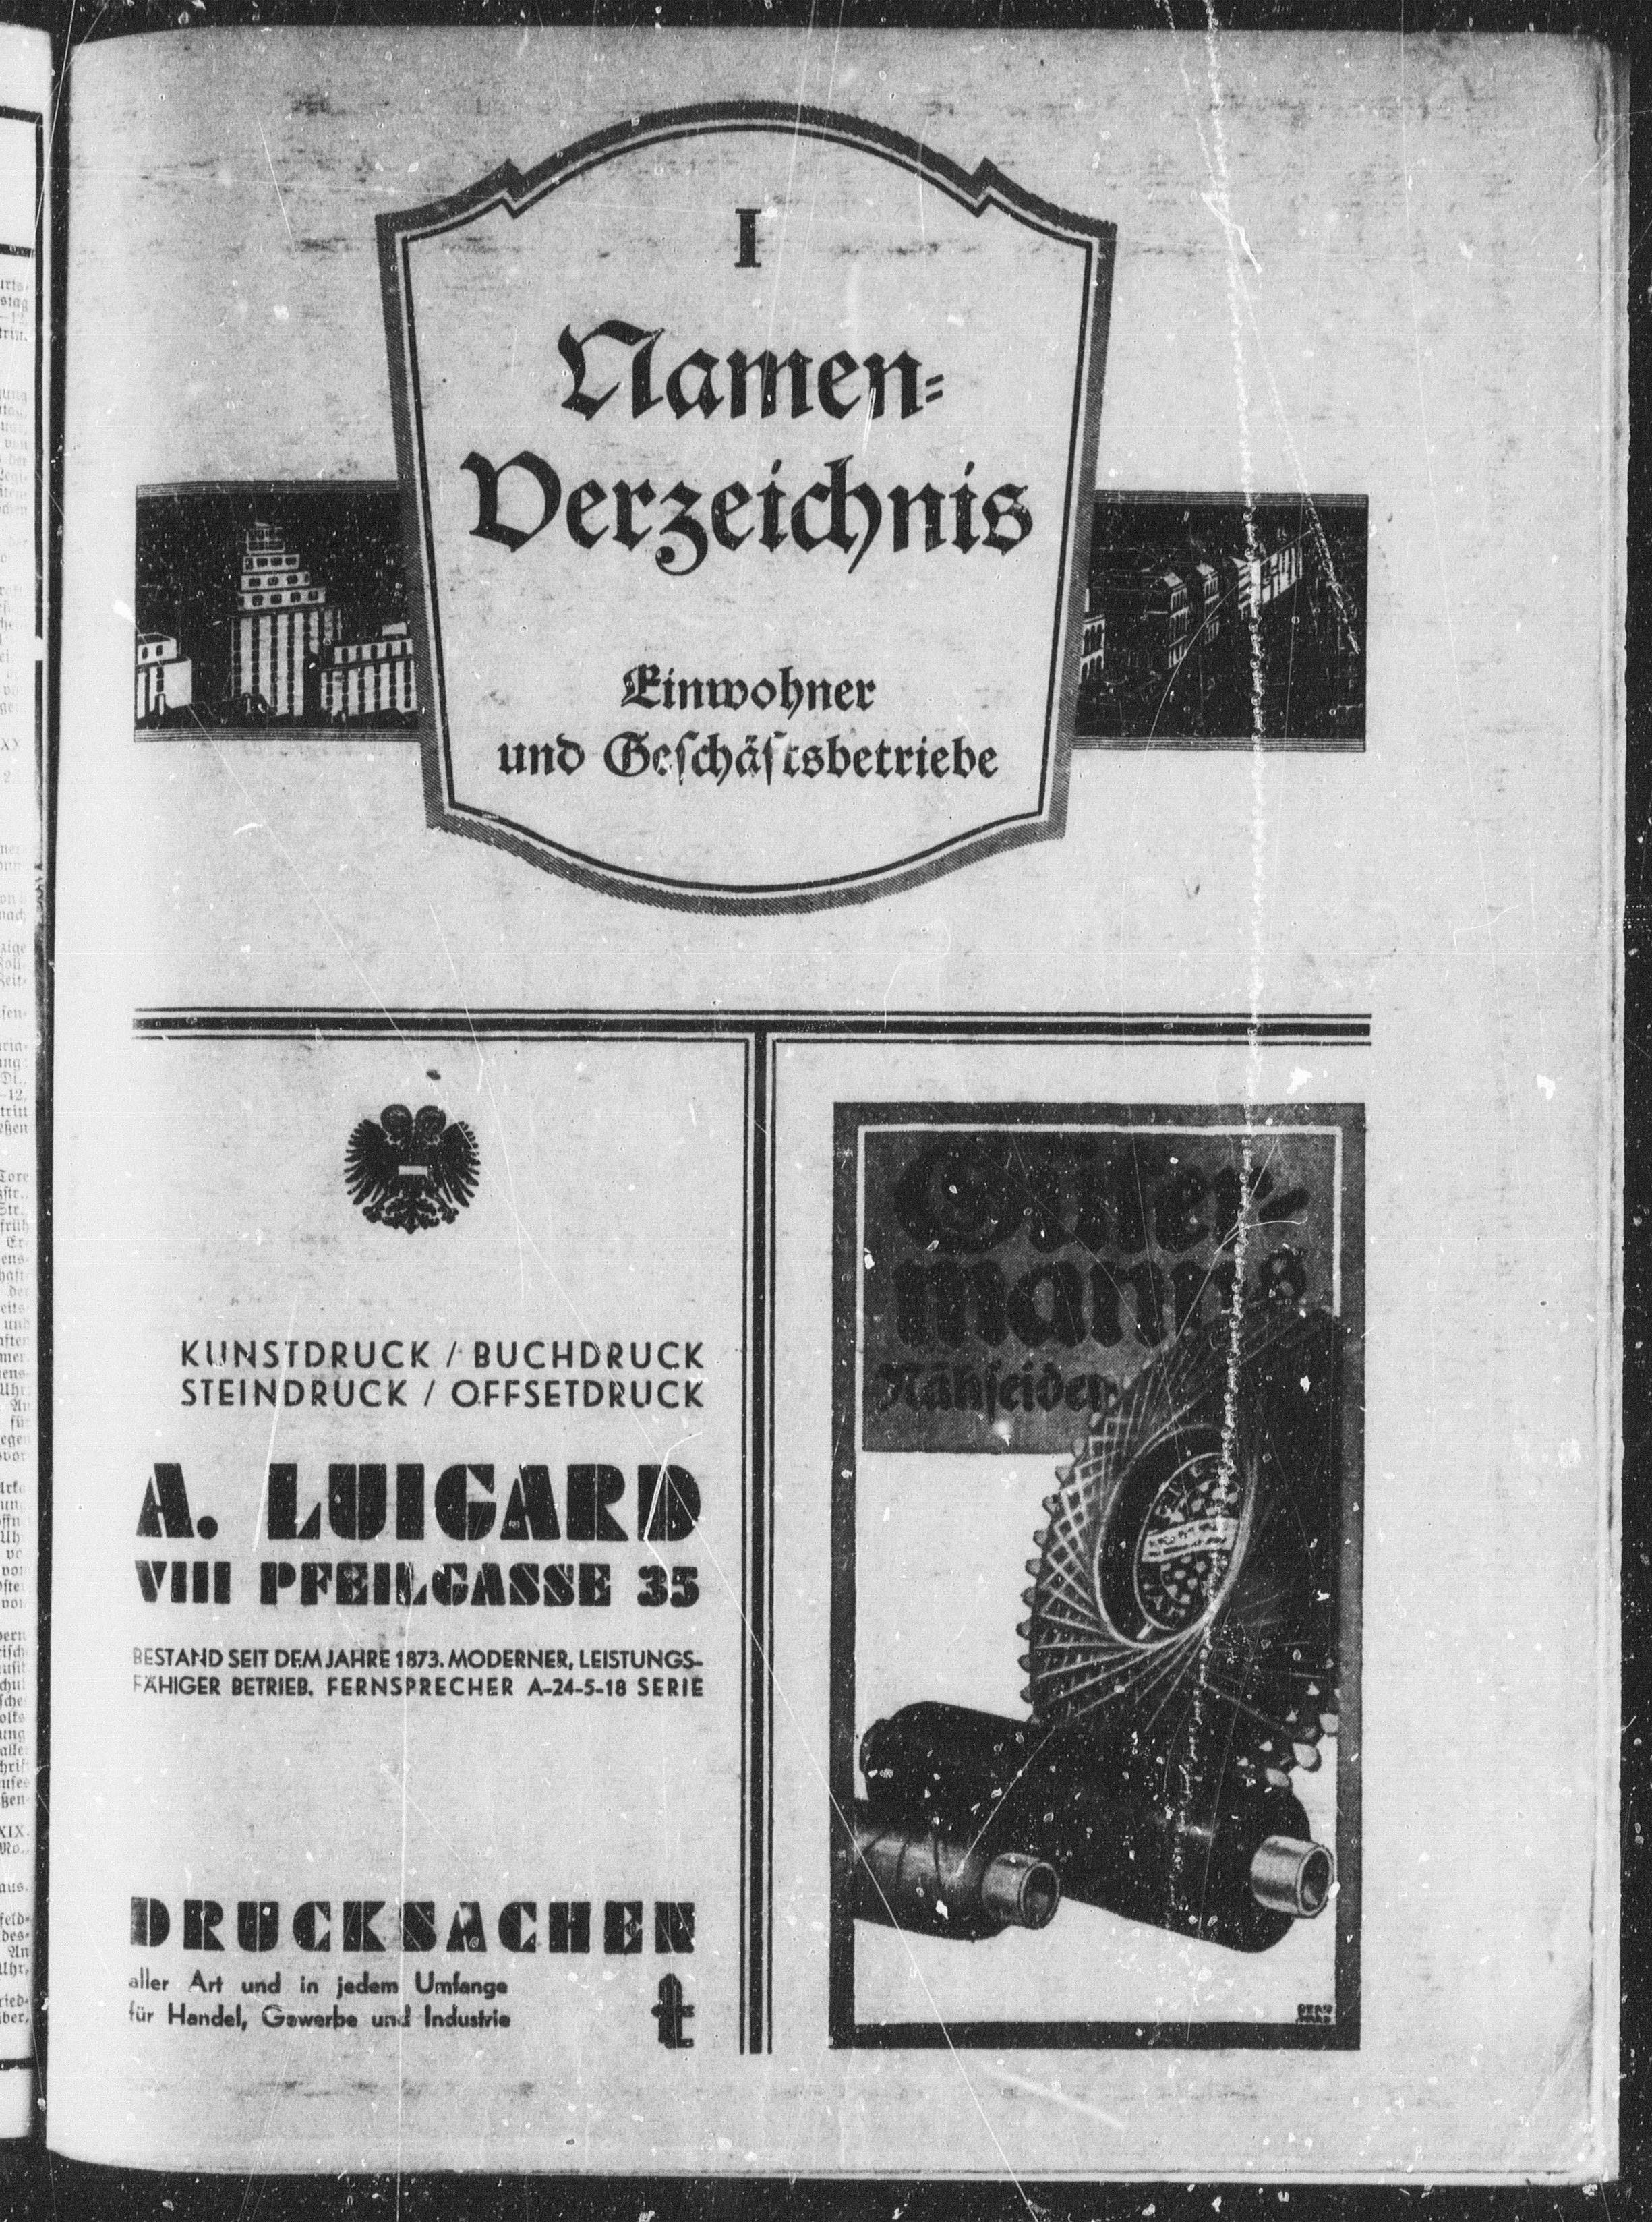 I
Namen-
Verzeichnis
Einwohner
und Geschäftsbetriebe
KUNSTDRUCK / BUCHDRUCK
STEINDRUCK / OFFSETDRUCK
A. LUIGARD
VIII PFEILGASSE 35
BESTAND SEIT DEM JAHRE 1873. MODERNER, LEISTUNGS-
FÄHIGER BETRIEB. FERNSPRECHER A-24-5-18 SERIE
DRUCKSACHEN
aller Art und in jedem Umfange
für Handel, Gewerbe und Industrie
Güter-
manns
Nähseiden